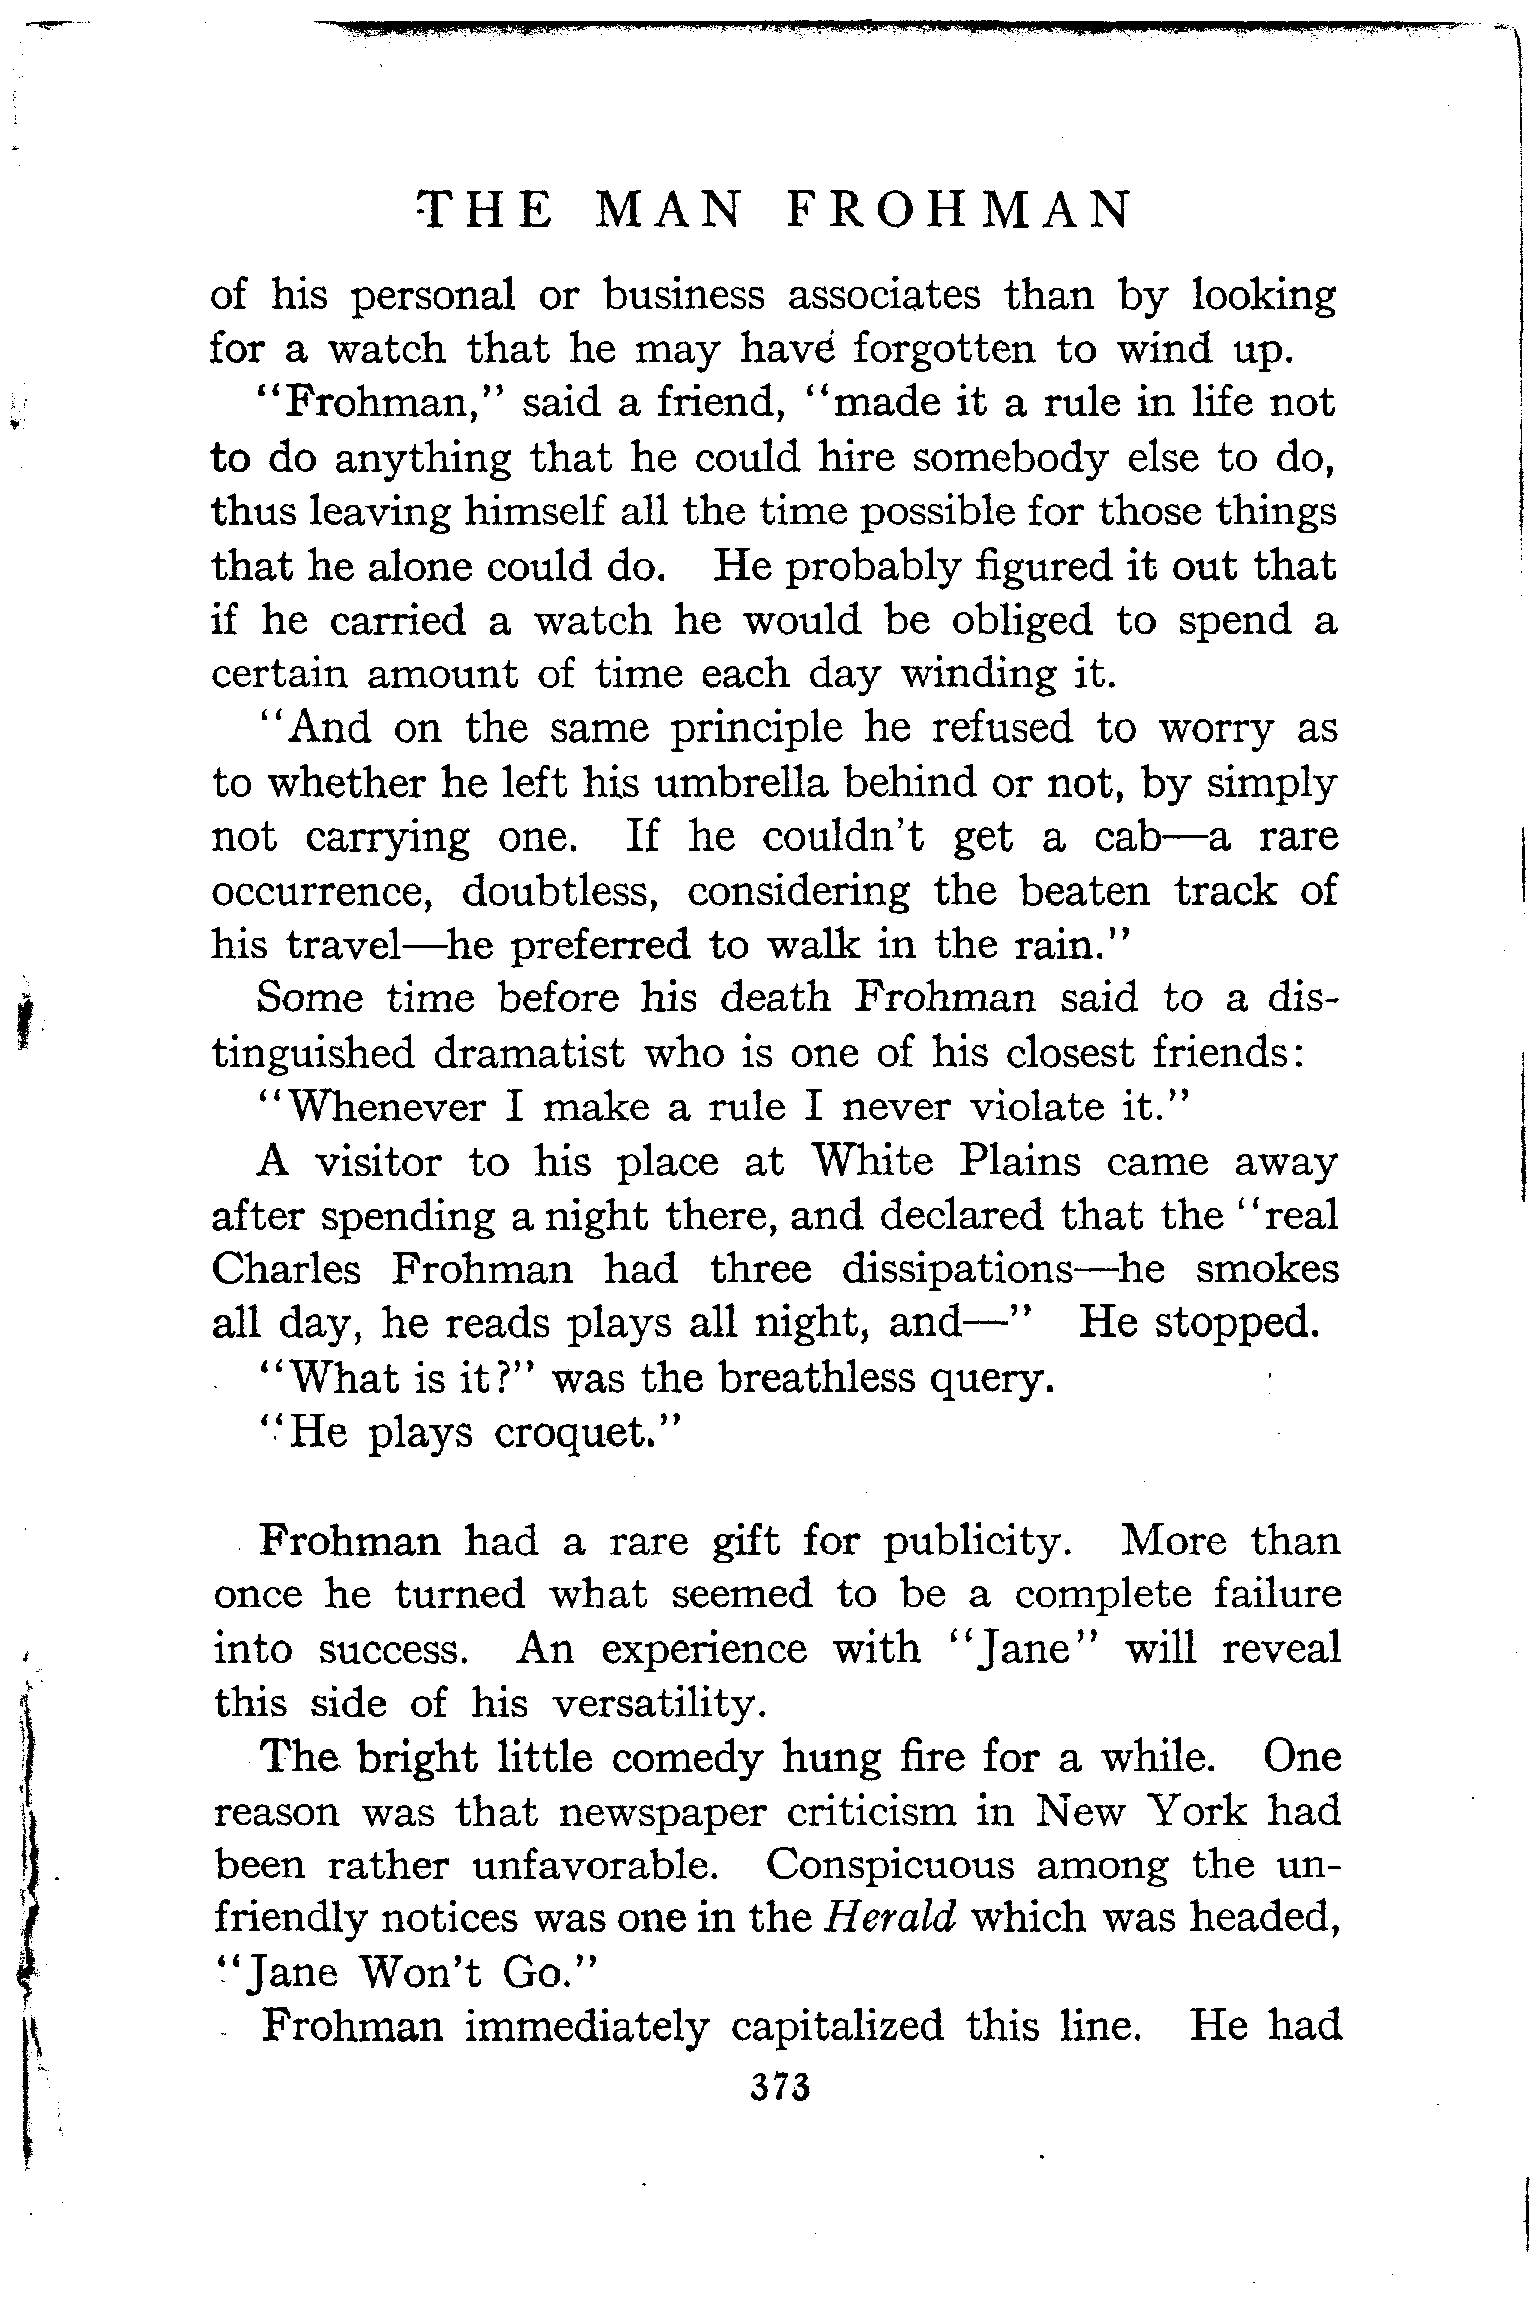 THE MAN FROHMAN
of his personal or business associates than by looking
for a watch that he may have forgotten to wind up.
"Frohman," said a friend, "made it a rule in life not
to do anything that he could hire somebody else to do,
thus leaving himself all the time possible for those things
that he alone could do. He probably figured it out that
if he carried a watch he would be obliged to spend a
certain amount of time each day winding it.
"And on the same principle he refused to worry as
to whether he left his umbrella behind or not, by simply
not carrying one. If he couldn't get a cab—a rare
occurrence, doubtless, considering the beaten track of
his travel—he preferred to walk in the rain."
Some time before his death Frohman said to a dis-
tinguished dramatist who is one of his closest friends:
"Whenever I make a rule I never violate it."
A visitor to his place at White Plains came away
after spending a night there, and declared that the "real
Charles Frohman had three dissipations—he smokes
all day, he reads plays all night, and—" He stopped.
"What is it?" was the breathless query.
"He plays croquet."
Frohman had a rare gift for publicity. More than
once he turned what seemed to be a complete failure
into success. An experience with "Jane" will reveal
this side of his versatility.
The bright little comedy hung fire for a while. One
reason was that newspaper criticism in New York had
been rather unfavorable. Conspicuous among the un-
friendly notices was one in the Herald which was headed,
"Jane Won't Go."
Frohman immediately capitalized this line. He had
373